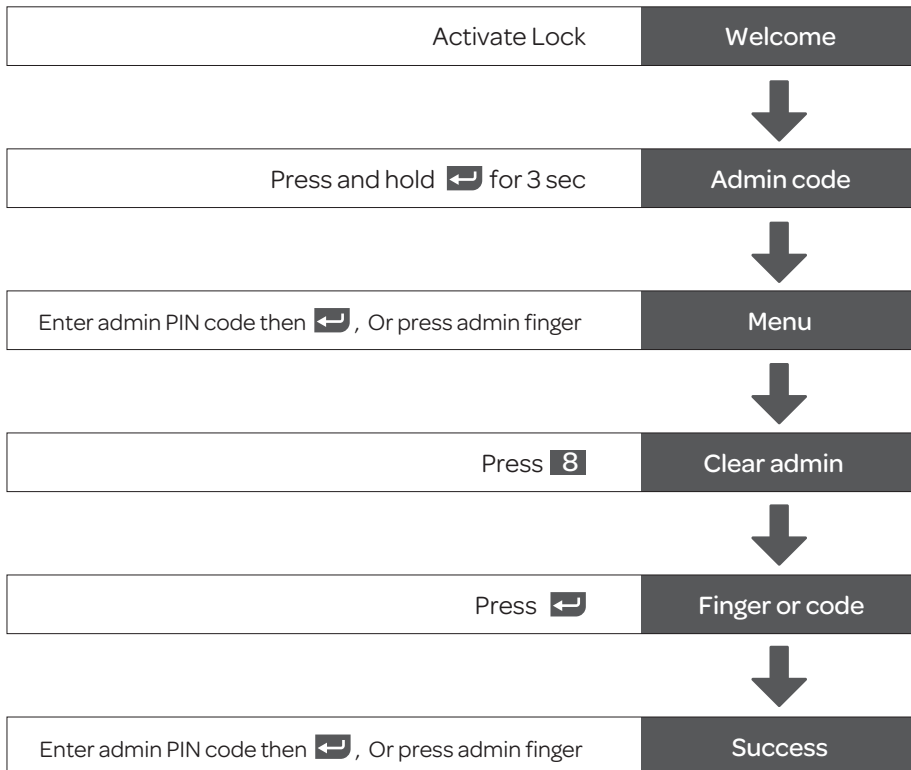 Activate Lock Welcome
Press and hold for 3 sec Admin code
Enter admin PIN code then , Or press admin finger Menu
Press 8 Clear admin
Press Finger or code
Enter admin PIN code then , Or press admin finger Success